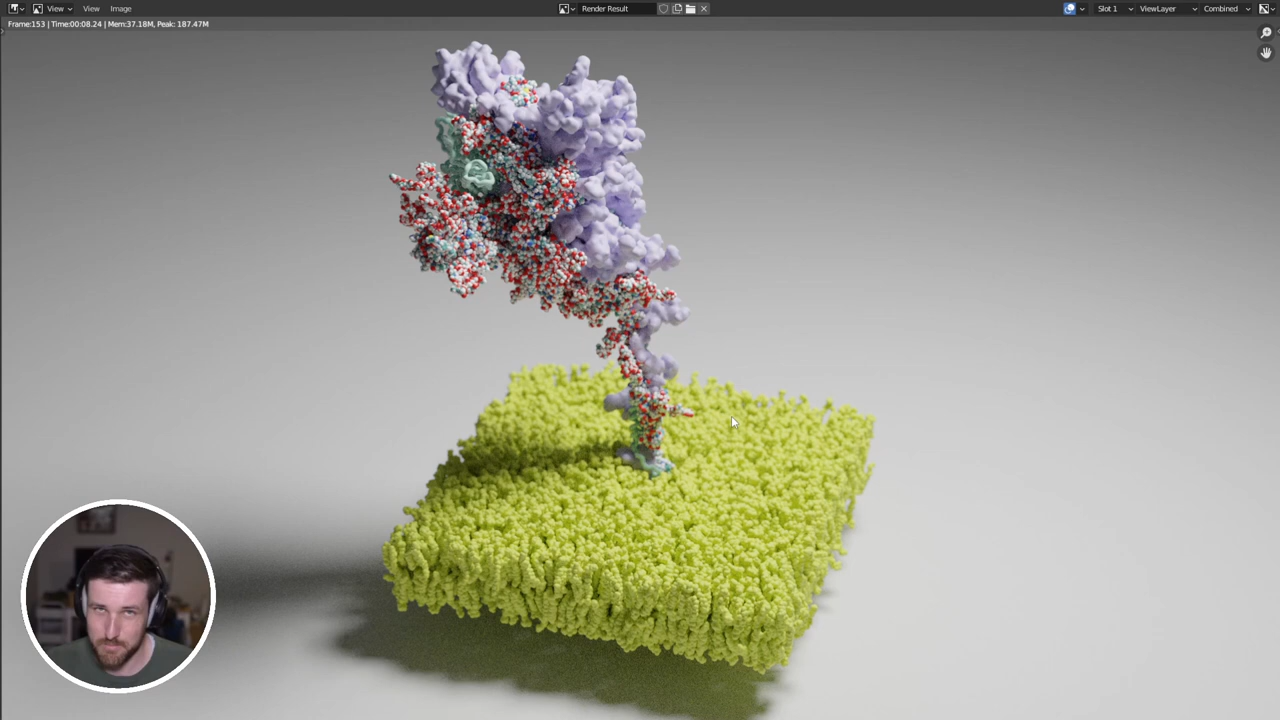 View View Image Render Result Slot 1 ViewLayer Combined
Frame:153 | Time:00:08.24 | Mem:37.18M, Peak: 187.47M